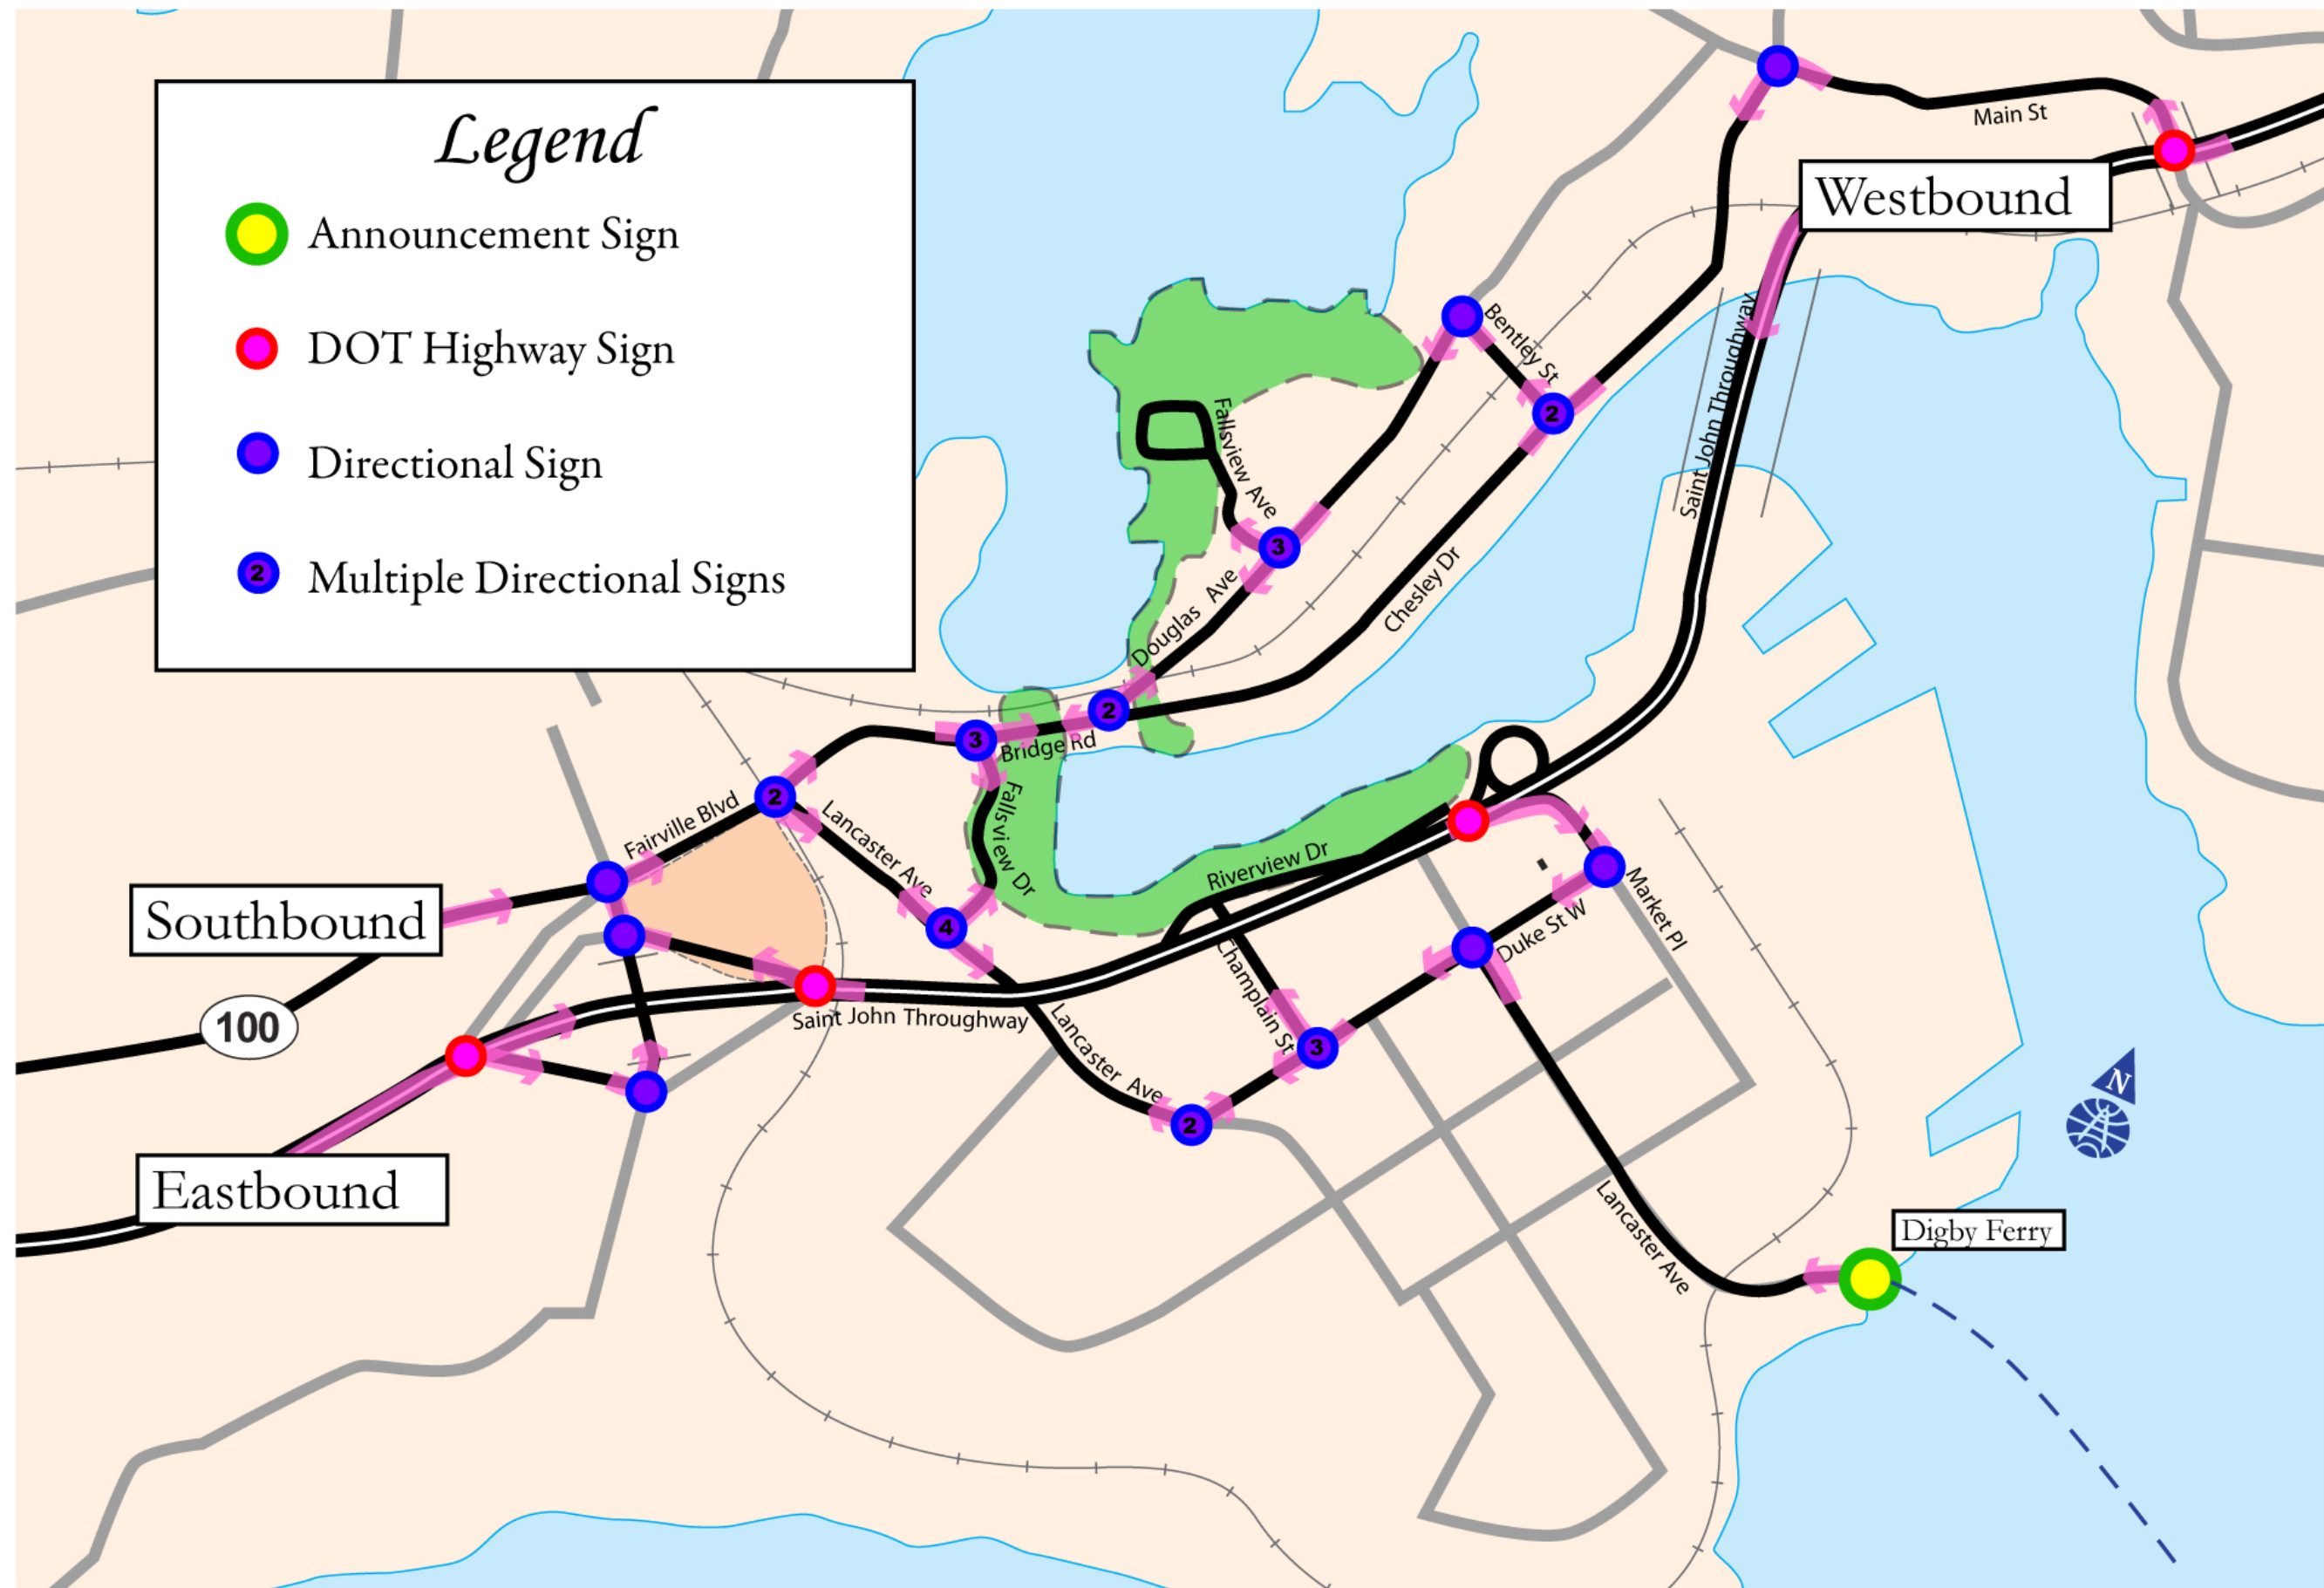 Legend
Announcement Sign
DOT Highway Sign
Directional Sign
2
Multiple Directional Signs
Main St
Westbound
Bentley St
2
Saint John Throughway
Fallsview Ave
3
Douglas Ave
Chesley Dr
2
3
Bridge Rd
2
Fairville Blvd
Lancaster Ave
Fallsview Dr
Riverview Dr
Market Pl
Southbound
4
Duke St W
Champlain St
100
Saint John Throughway
3
Lancaster Ave
2
N
Eastbound
Lancaster Ave
Digby Ferry